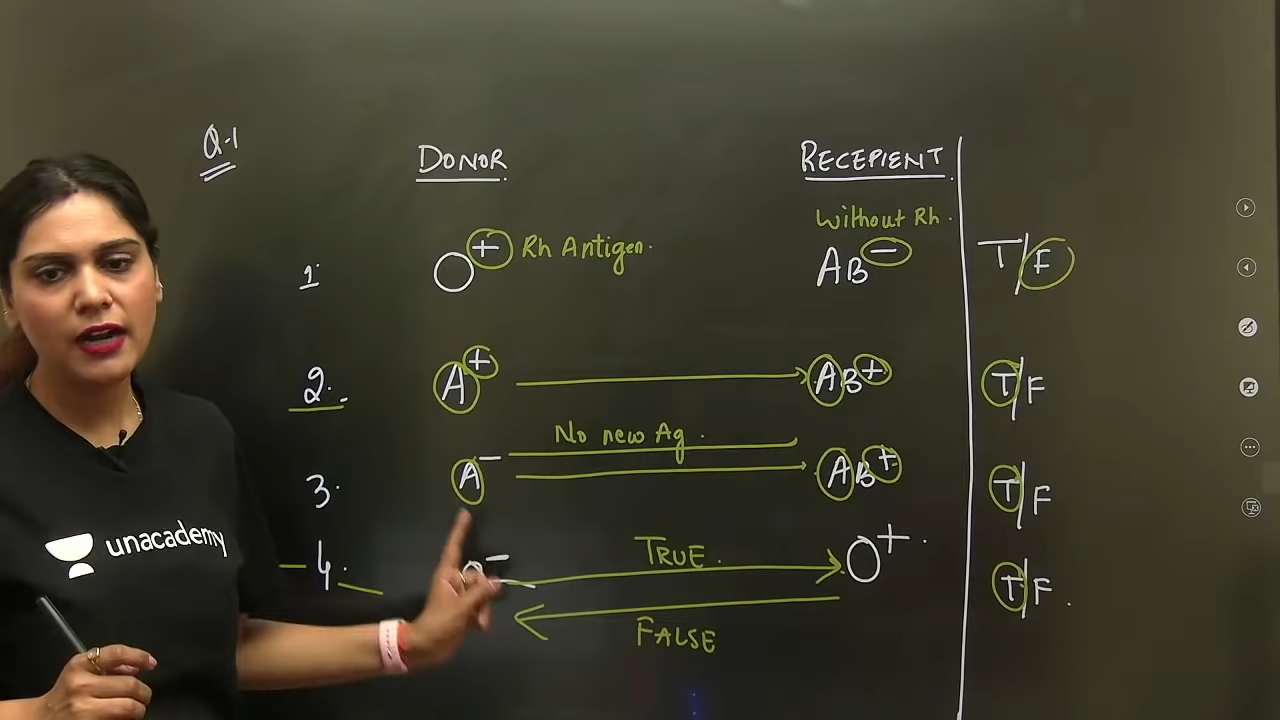 Q.1
DONOR RECEPIENT
Without Rh.
1. O+ Rh Antigen. AB- T/F
2. A+ AB+ T/F
No new Ag.
3. A- AB+ T/F
TRUE.
4. - O+. T/F.
FALSE
unacademy